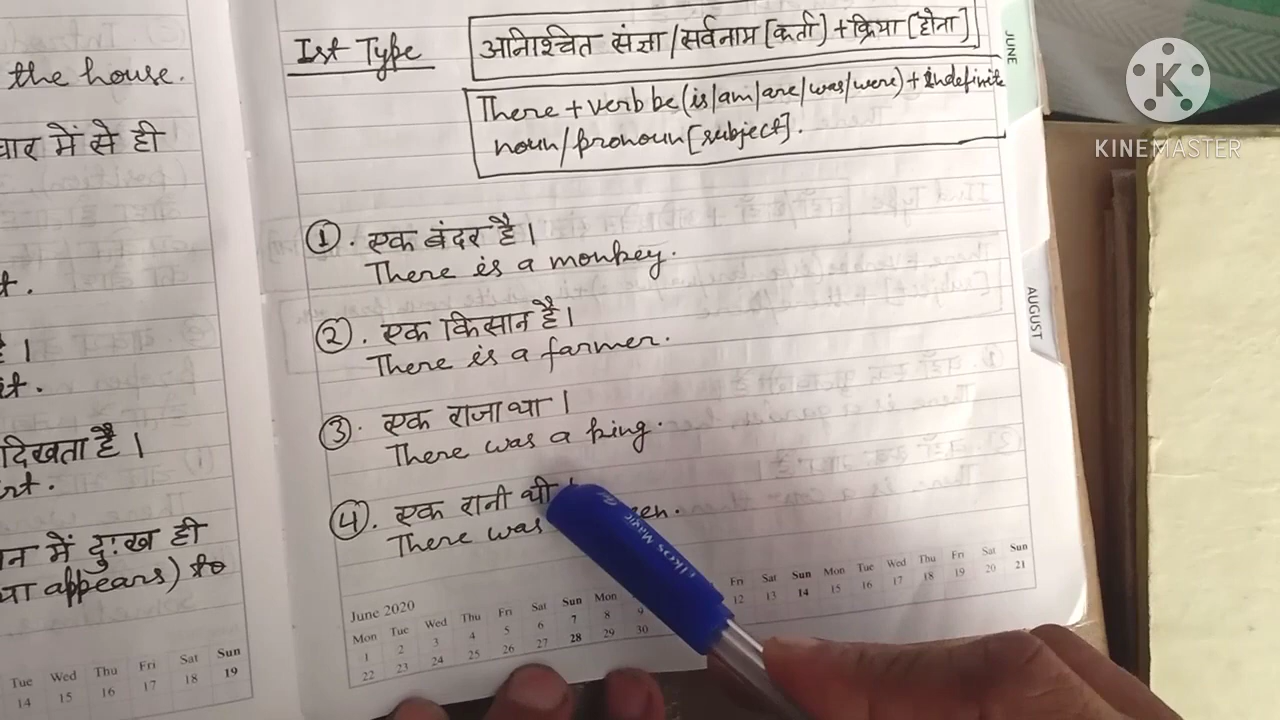 the house.
चार में से ही
है।
दिखता है।
में दुःख ही
appears) to
Tue Wed Thu Fri Sat Sun
14 15 16 17 18 19
Ist Type
अनिश्चित संज्ञा/सर्वनाम [कर्ता] + क्रिया [होना]
There + verb be (is/am/are/was/were) + indefinite
noun/pronoun [subject].
①. एक बंदर है।
There is a monkey.
②. एक किसान है।
There is a farmer.
③. एक राजा था।
There was a king.
④. एक रानी थी
There was
June 2020
Mon Tue Wed Thu Fri Sat Sun Mon Fri Sat Sun Mon Tue Wed Thu Fri Sat Sun
1 2 3 4 5 6 7 8 9 12 13 14 15 16 17 18 19 20 21
22 23 24 25 26 27 28 29 30
JUNE
AUGUST
K
KINEMASTER